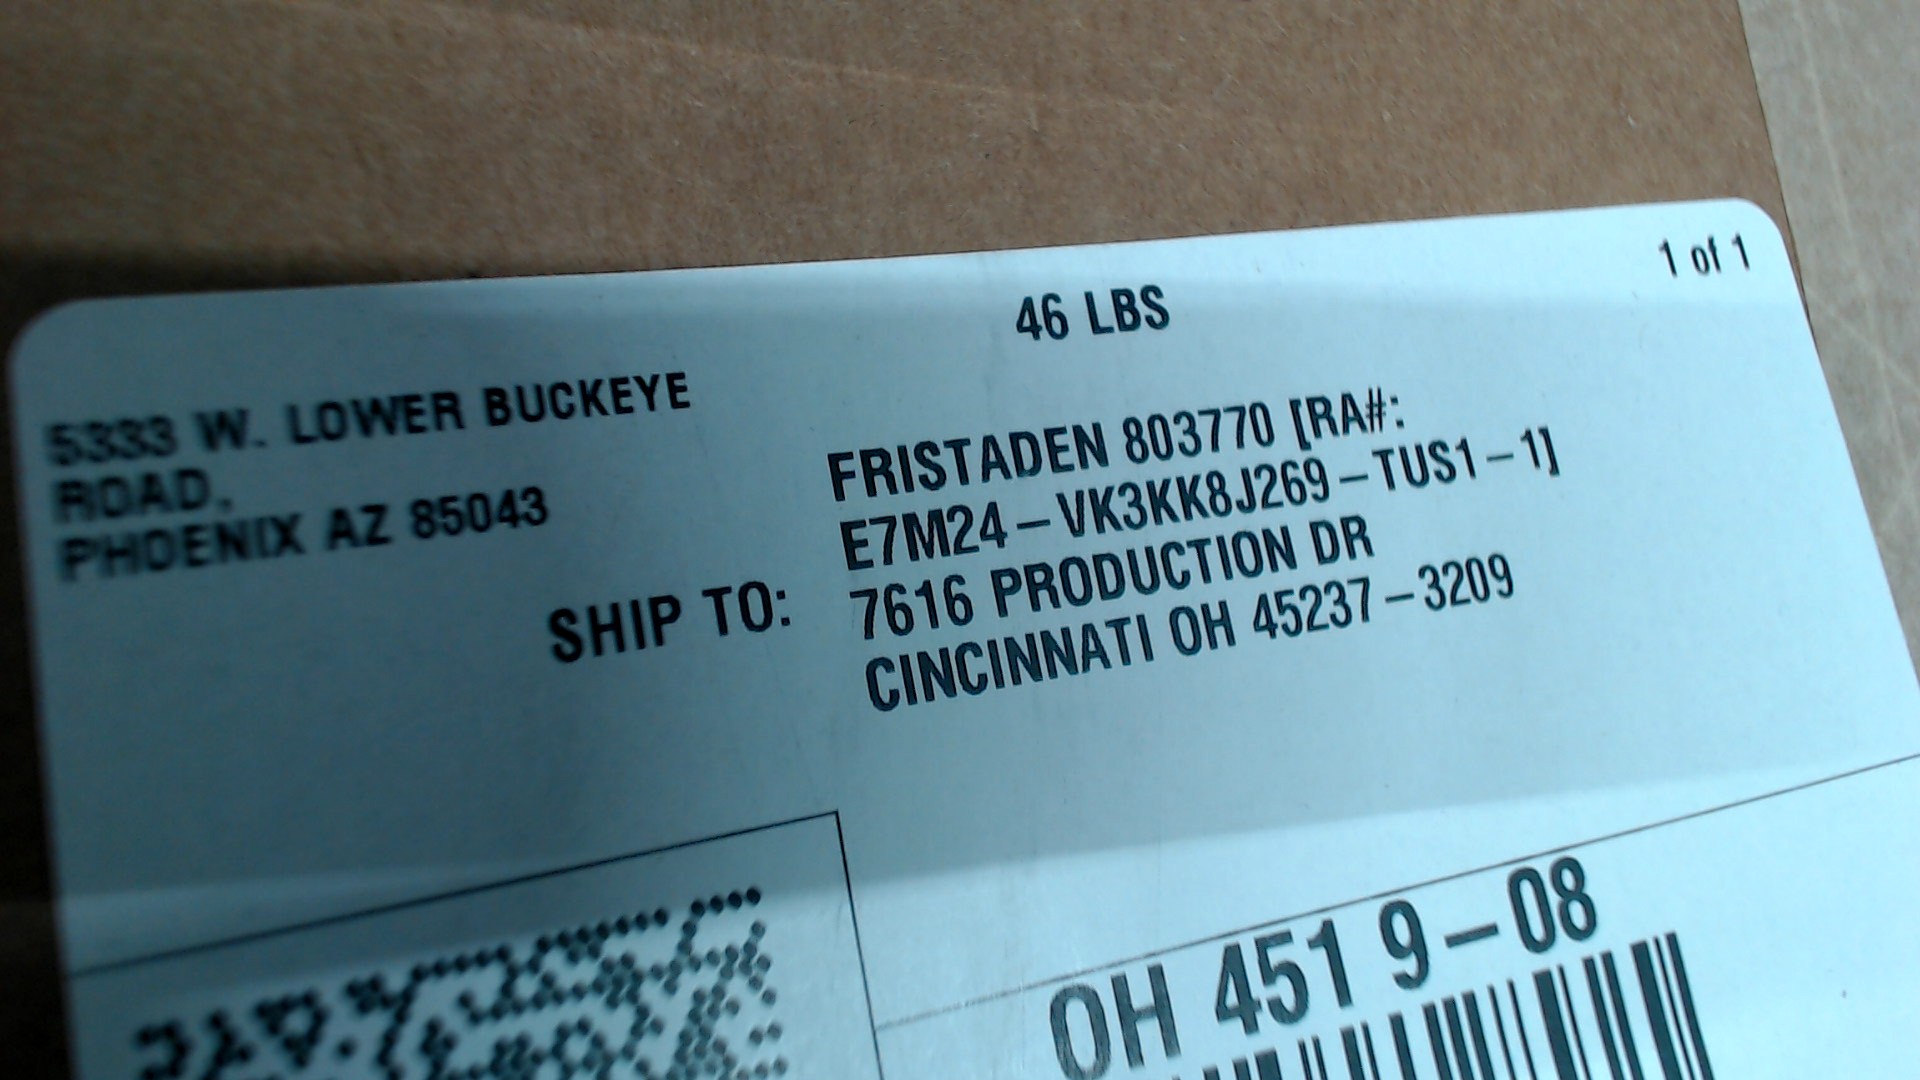 1 of 1
46 LBS
5333 W. LOWER BUCKEYE
ROAD.
PHOENIX AZ 85043
SHIP TO:
FRISTADEN 803770 [RA#:
E7M24-VK3KK8J269-TUS1-1]
7616 PRODUCTION DR
CINCINNATI OH 45237-3209
OH 451 9-08